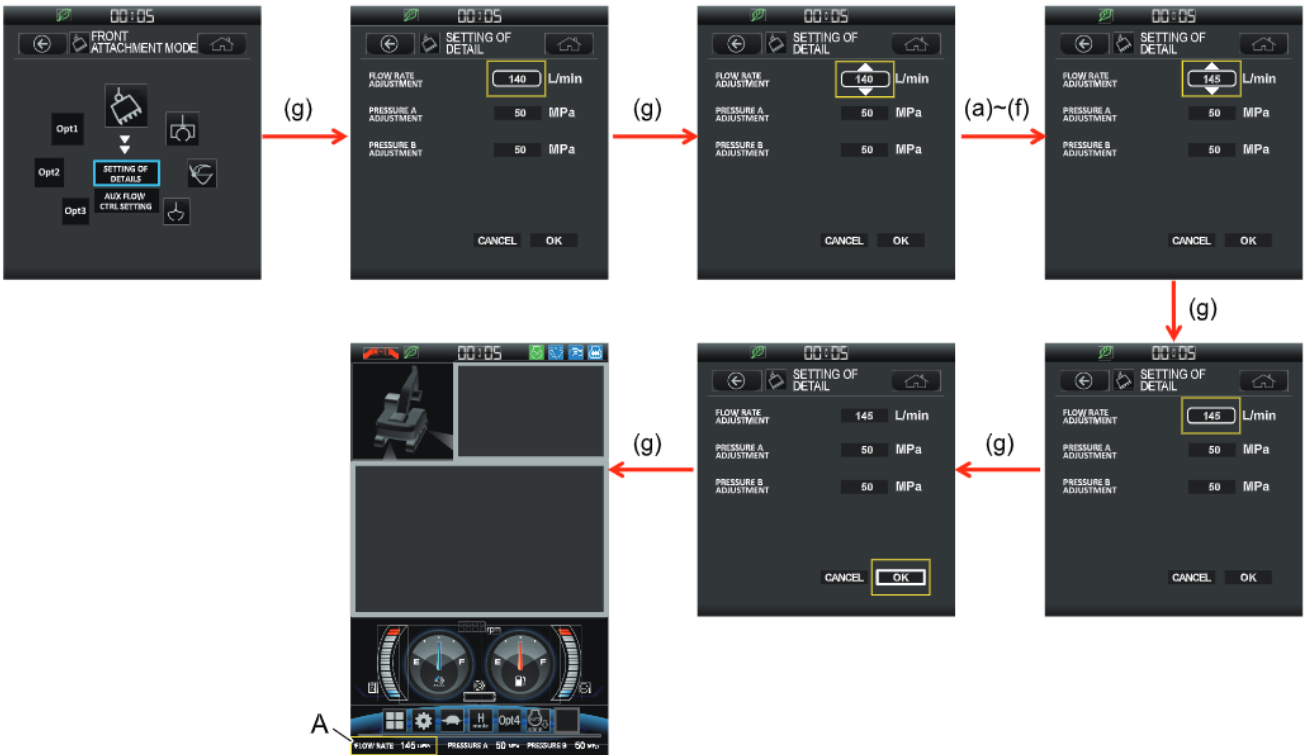 00:05
FRONT
ATTACHMENT MODE
Opt1
Opt2
SETTING OF
DETAILS
AUX FLOW
CTRL SETTING
Opt3
(g)
00:05
SETTING OF
DETAIL
FLOW RATE
ADJUSTMENT
140 L/min
PRESSURE A
ADJUSTMENT
50 MPa
PRESSURE B
ADJUSTMENT
50 MPa
CANCEL OK
(g)
00:05
SETTING OF
DETAIL
FLOW RATE
ADJUSTMENT
140 L/min
PRESSURE A
ADJUSTMENT
50 MPa
PRESSURE B
ADJUSTMENT
50 MPa
CANCEL OK
(a)~(f)
00:05
SETTING OF
DETAIL
FLOW RATE
ADJUSTMENT
145 L/min
PRESSURE A
ADJUSTMENT
50 MPa
PRESSURE B
ADJUSTMENT
50 MPa
CANCEL OK
(g)
00:05
SETTING OF
DETAIL
FLOW RATE
ADJUSTMENT
145 L/min
PRESSURE A
ADJUSTMENT
50 MPa
PRESSURE B
ADJUSTMENT
50 MPa
CANCEL OK
(g)
00:05
SETTING OF
DETAIL
FLOW RATE
ADJUSTMENT
145 L/min
PRESSURE A
ADJUSTMENT
50 MPa
PRESSURE B
ADJUSTMENT
50 MPa
CANCEL OK
(g)
00:05
rpm
E F E F
H
mode
Opt4
A
FLOW RATE 145 L/min PRESSURE A 50 MPa PRESSURE B 50 MPa